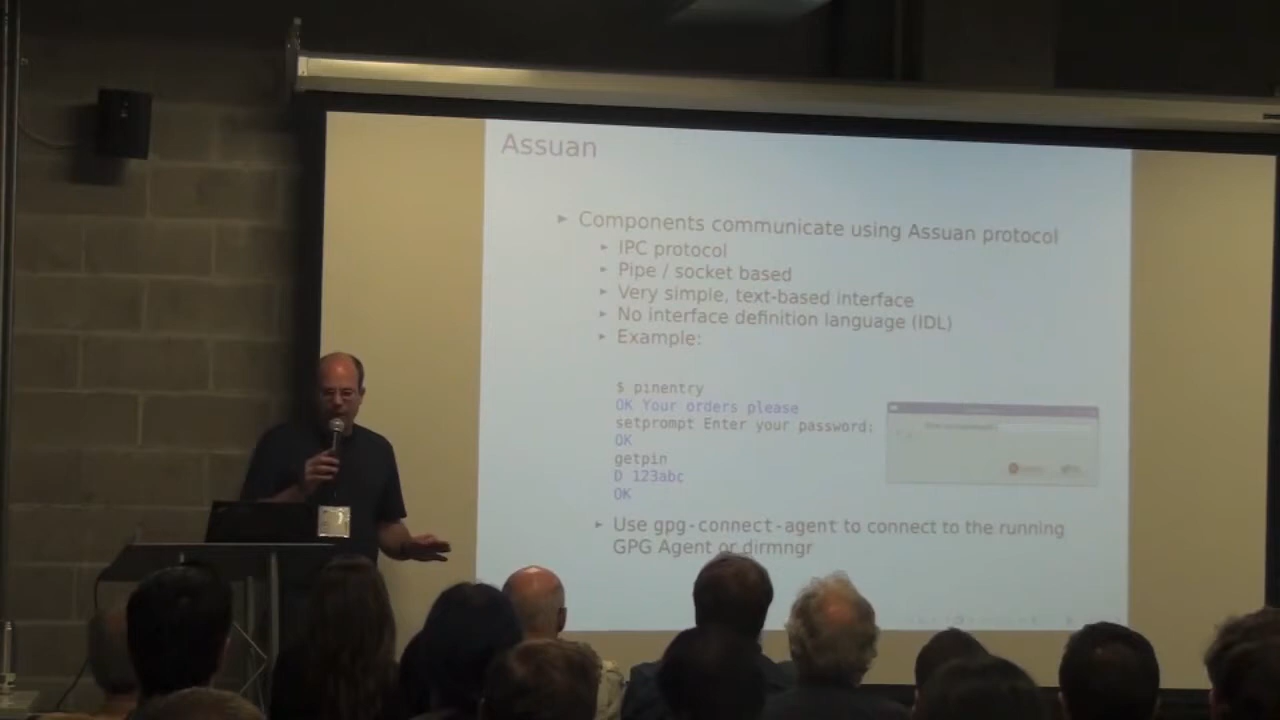 Assuan
Components communicate using Assuan protocol
IPC protocol
Pipe / socket based
Very simple, text-based interface
No interface definition language (IDL)
Example:
$ pinentry
OK Your orders please
setprompt Enter your password:
OK
getpin
D 123abc
OK
Use gpg-connect-agent to connect to the running
GPG Agent or dirmngr